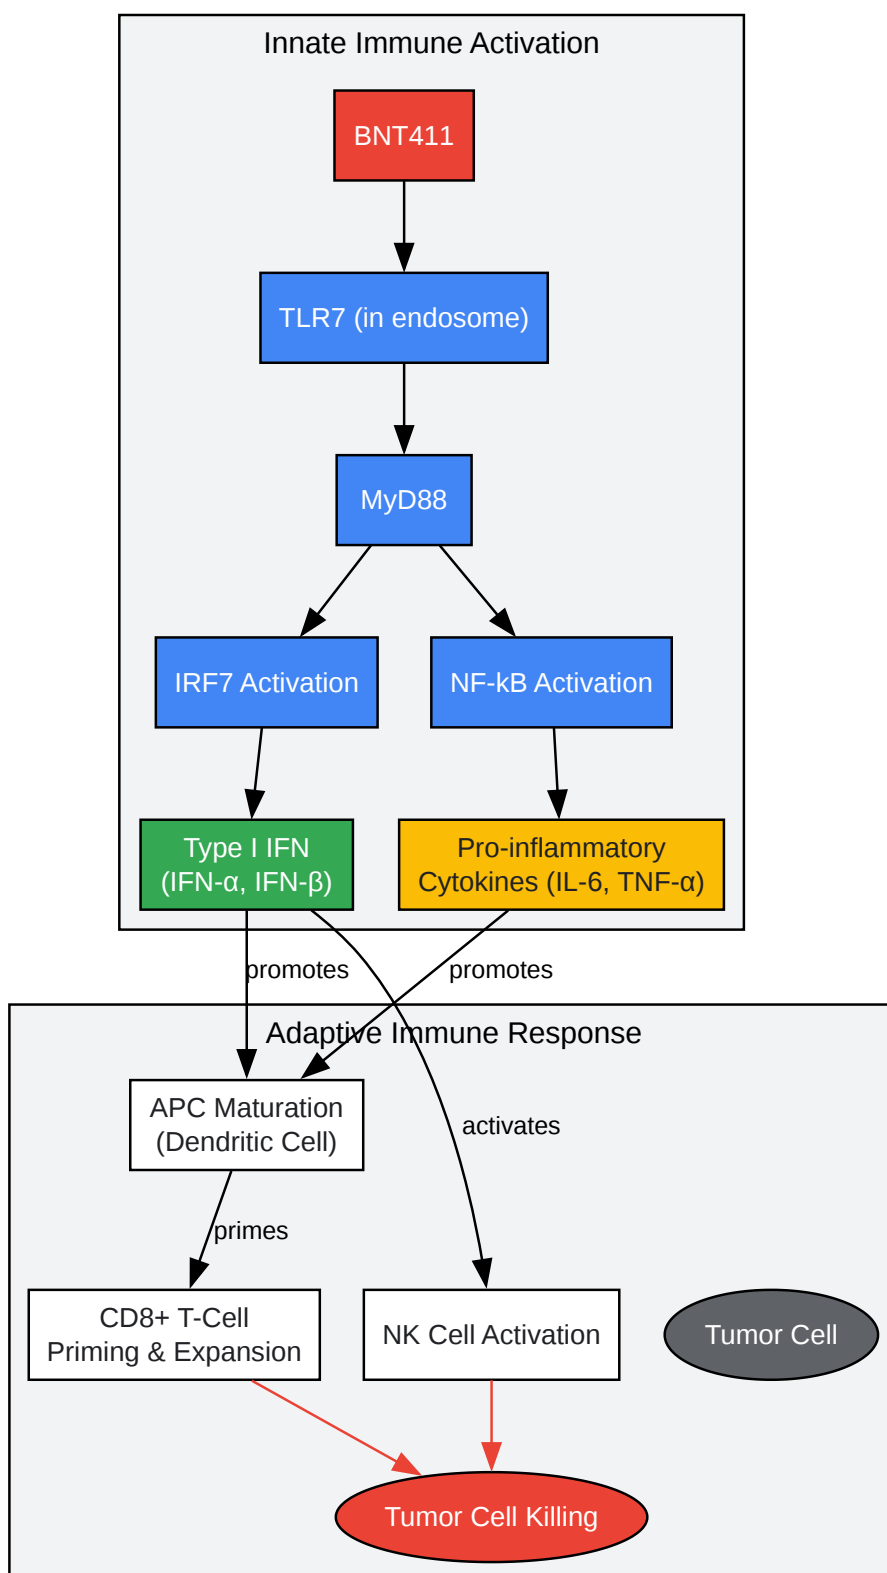 Innate Immune Activation
BNT411
TLR7 (in endosome)
MyD88
IRF7 Activation
NF-kB Activation
Type I IFN
(IFN-α, IFN-β)
Pro-inflammatory
Cytokines (IL-6, TNF-α)
promotes
promotes
Adaptive Immune Response
APC Maturation
(Dendritic Cell)
activates
primes
CD8+ T-Cell
Priming & Expansion
NK Cell Activation
Tumor Cell
Tumor Cell Killing